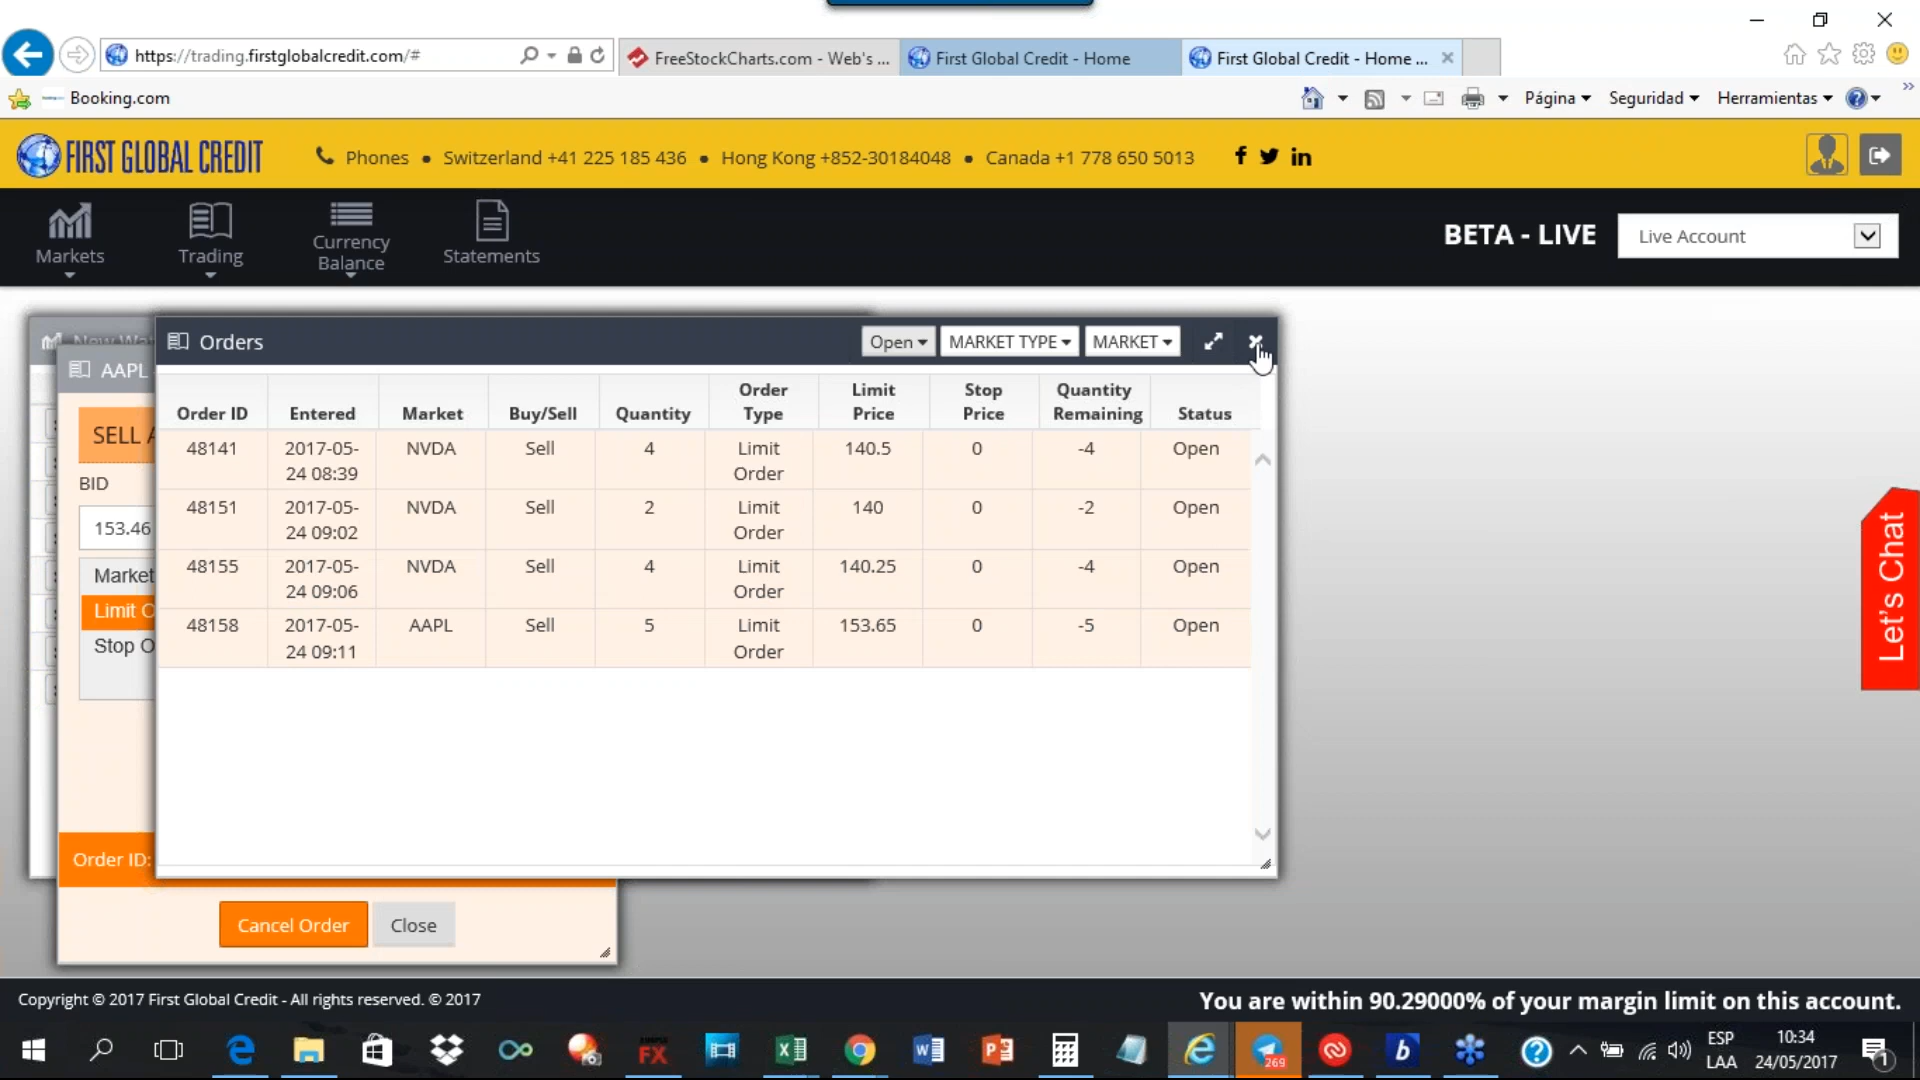 https://trading.firstglobalcredit.com/#
FreeStockCharts.com - Web's ...
First Global Credit - Home
First Global Credit - Home ...
Booking.com
Página
Seguridad
Herramientas
FIRST GLOBAL CREDIT
Phones • Switzerland +41 225 185 436 • Hong Kong +852-30184048 • Canada +1 778 650 5013
Markets
Trading
Currency Balance
Statements
BETA - LIVE
Live Account
AAPL
SELL
BID
153.46
Market
Limit O
Stop O
Order ID:
Cancel Order
Close
Orders
Open
MARKET TYPE
MARKET
Order ID Entered Market Buy/Sell Quantity Order Type Limit Price Stop Price Quantity Remaining Status
48141 2017-05-24 08:39 NVDA Sell 4 Limit Order 140.5 0 -4 Open
48151 2017-05-24 09:02 NVDA Sell 2 Limit Order 140 0 -2 Open
48155 2017-05-24 09:06 NVDA Sell 4 Limit Order 140.25 0 -4 Open
48158 2017-05-24 09:11 AAPL Sell 5 Limit Order 153.65 0 -5 Open
Let's Chat
Copyright © 2017 First Global Credit - All rights reserved. © 2017
You are within 90.29000% of your margin limit on this account.
FX
269
ESP
LAA
10:34
24/05/2017
1